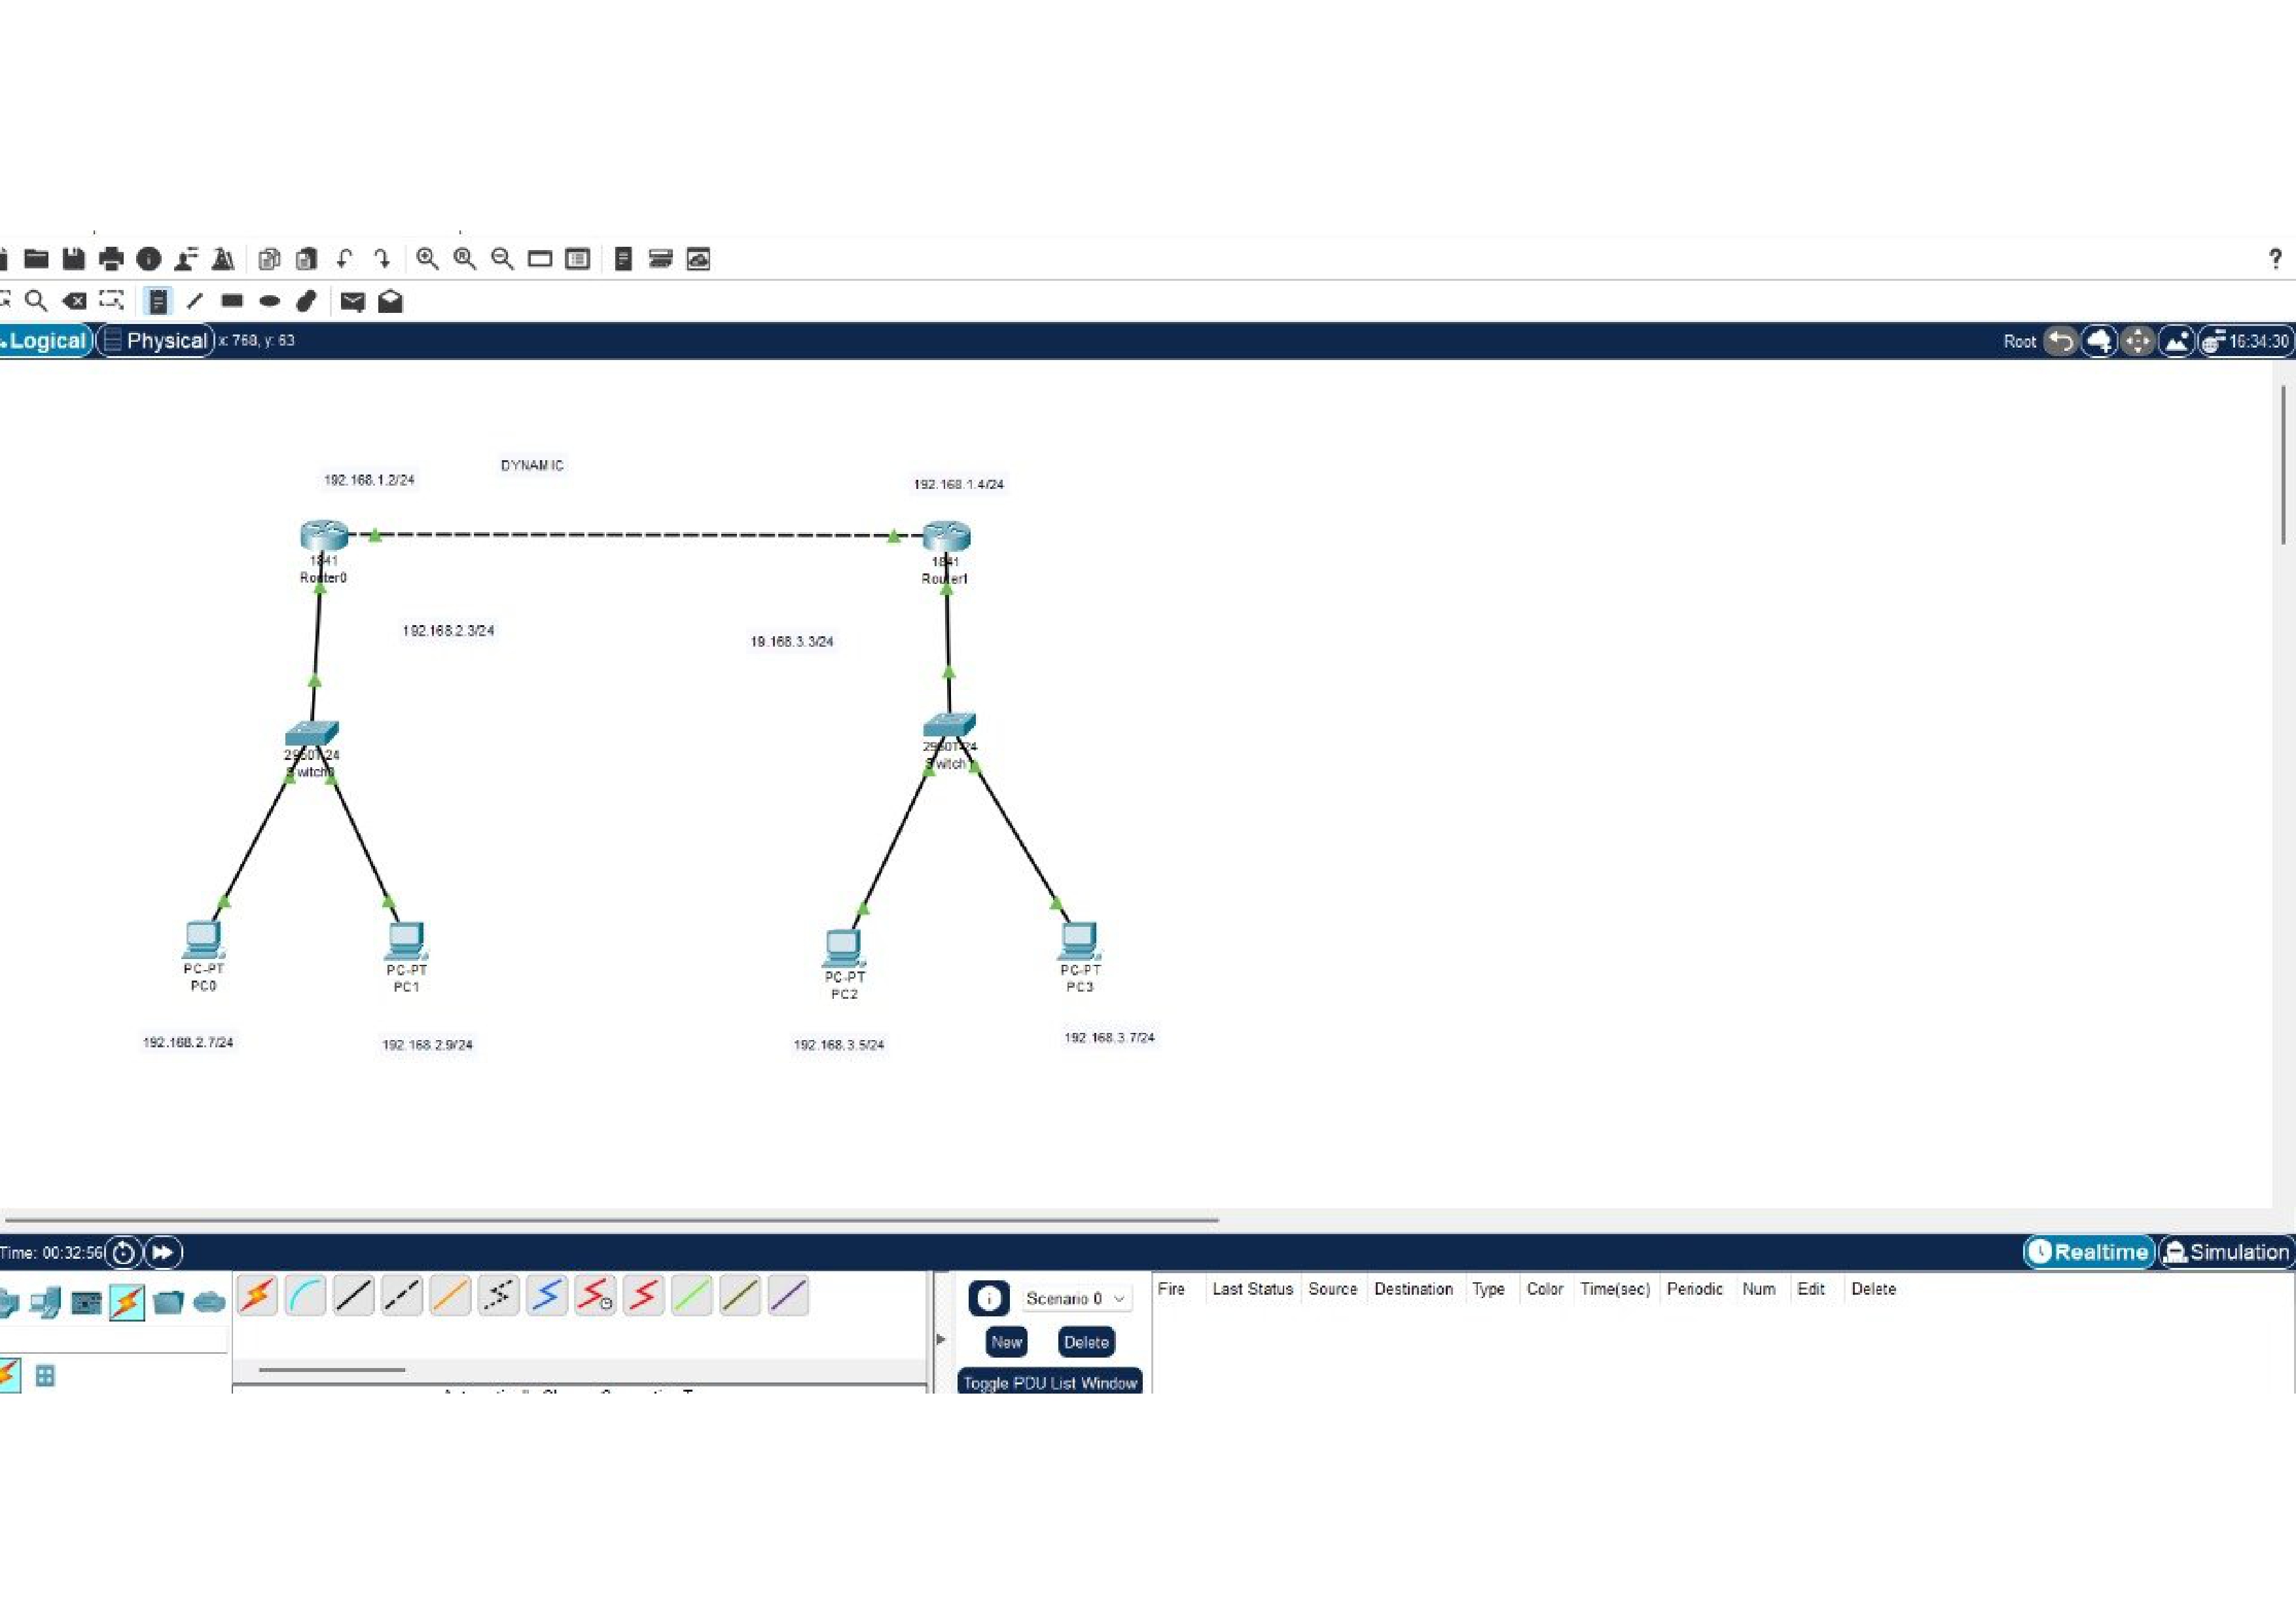 ?
Logical
Physical
x: 768, y: 63
Root
16:34:30
DYNAMIC
192.168.1.2/24
192.168.1.4/24
1841
Router0
1841
Router1
192.168.2.3/24
19.168.3.3/24
2950T-24
Switch0
2950T-24
Switch
PC-PT
PC0
PC-PT
PC1
PC-PT
PC2
PC-PT
PC3
192.168.2.7/24
192.168.2.9/24
192.168.3.5/24
192.168.3.7/24
Time: 00:32:56
Realtime
Simulation
Scenario 0
New
Delete
Toggle PDU List Window
Fire Last Status Source Destination Type Color Time(sec) Periodic Num Edit Delete